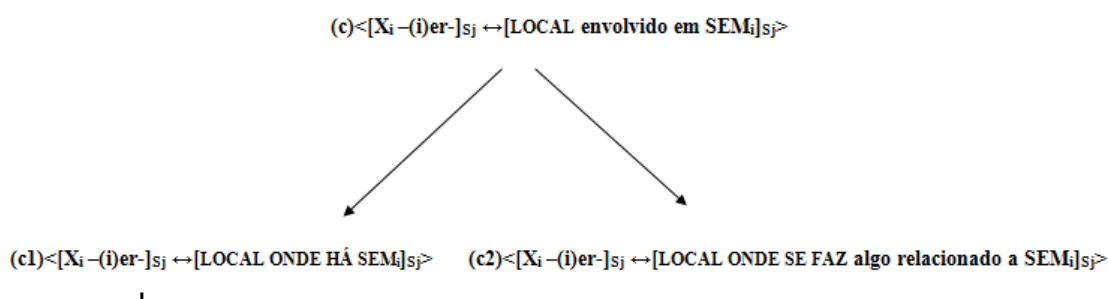 (c)<[Xᵢ –(i)er-]sⱼ ↔[LOCAL envolvido em SEMᵢ]sⱼ>
(c1)<[Xᵢ –(i)er-]sⱼ ↔[LOCAL ONDE HÁ SEMᵢ]sⱼ> (c2)<[Xᵢ –(i)er-]sⱼ ↔[LOCAL ONDE SE FAZ algo relacionado a SEMᵢ]sⱼ>